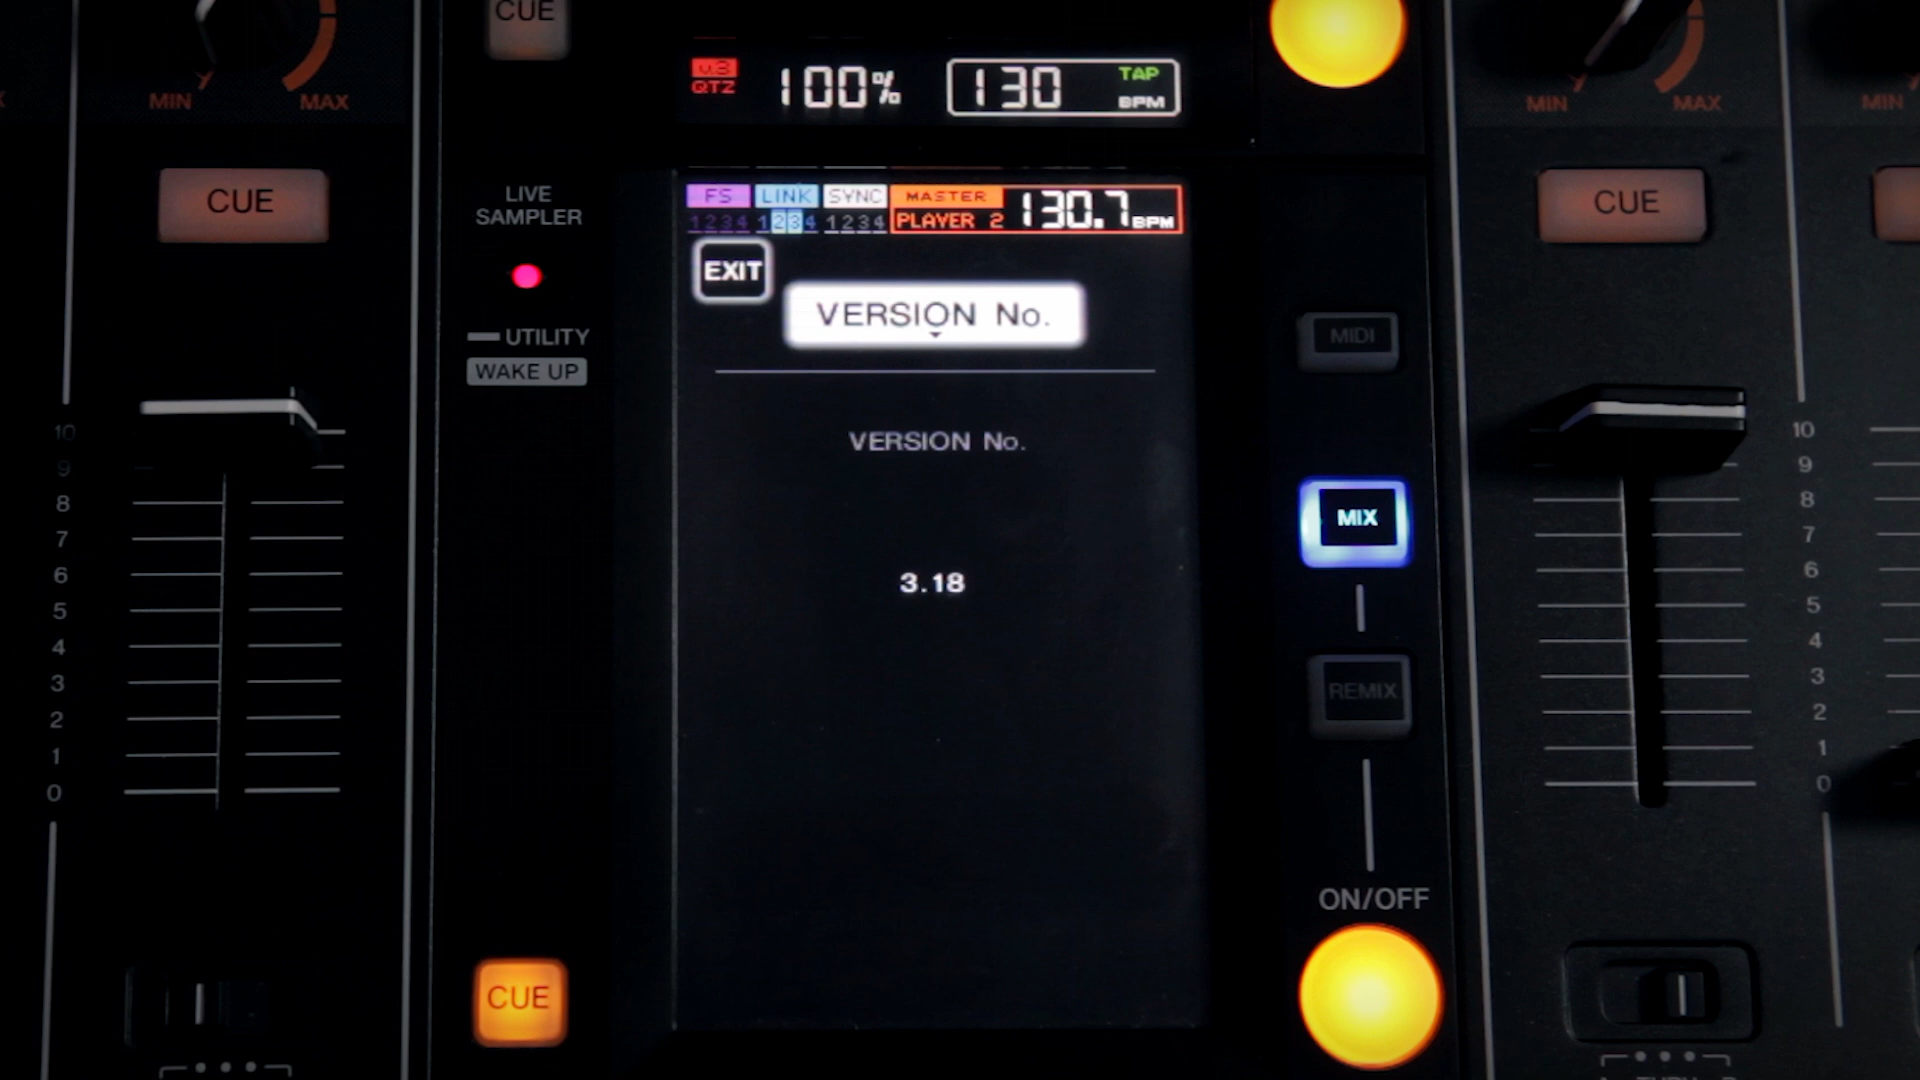 CUE
MIN
MAX
v.3
QTZ
100%
130
TAP
BPM
MIN
MAX
MIN
CUE
LIVE
SAMPLER
FS
LINK
SYNC
MASTER
130.7 BPM
1234
1234
1234
PLAYER 2
CUE
EXIT
VERSION No.
UTILITY
WAKE UP
MIDI
VERSION No.
10
9
8
7
6
5
4
3
2
1
0
MIX
3.18
REMIX
10
9
8
7
6
5
4
3
2
1
0
ON/OFF
CUE